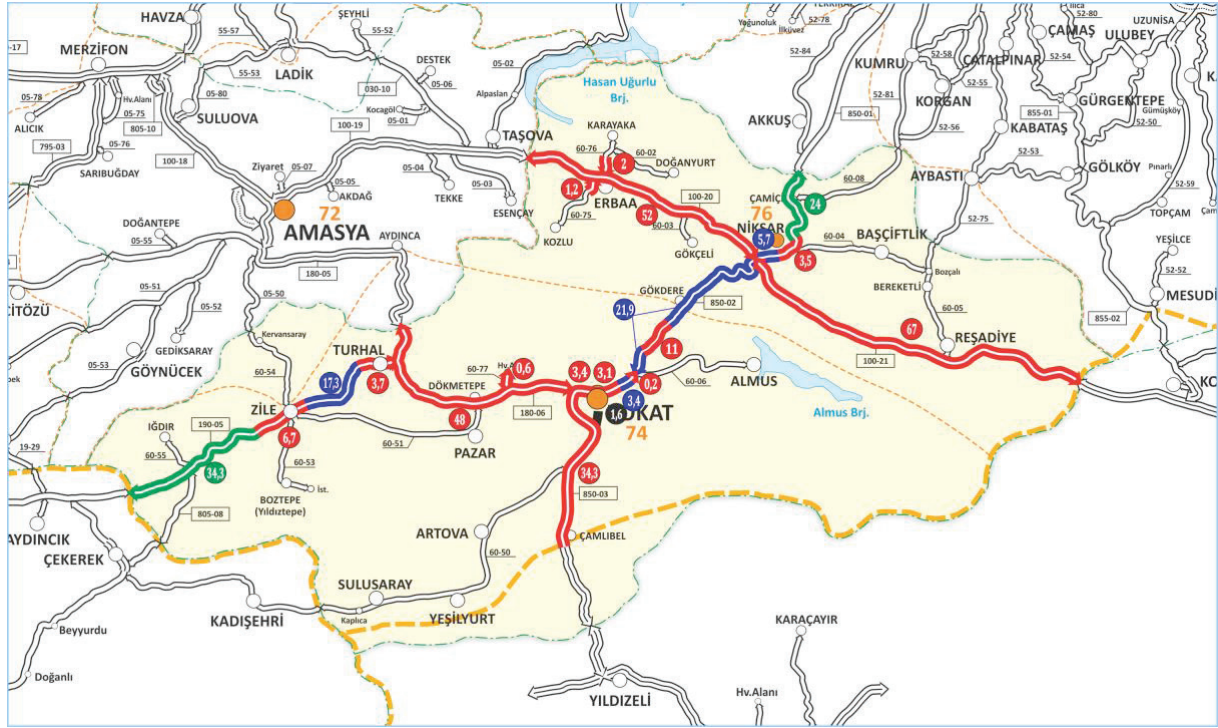 HAVZA
MERZİFON
-17
55-57
ŞEYHLİ
55-52
LADİK
55-53
DESTEK
05-06
030-10
Kocagöl
05-01
05-02
Alpaslan
TAŞOVA
Hasan Uğurlu
Brj.
Yoğunoluk
İlküvez
52-78
52-84
KUMRU
52-58
52-55
KORGAN
52-81
52-56
850-01
AKKUŞ
Ilıca
52-80
ÇAMAŞ
52-54
ÇATALPINAR
UZUNİSA
ULUBEY
GÜRGENTEPE
855-01
52-50
Gümüşköy
KABATAŞ
52-53
GÖLKÖY
AYBASTI
Pınarlı
52-59
TOPÇAM
52-75
YEŞİLCE
52-52
MESUDİ
855-02
05-78
Hv.Alanı
05-75
805-10
05-80
SULUOVA
ALICIK
795-03
05-76
SARIBUĞDAY
100-18
100-19
Ziyaret
05-07
05-05
AKDAĞ
05-04
TEKKE
05-03
ESENÇAY
72
AMASYA
DOĞANTEPE
05-55
AYDINCA
180-05
KARAYAKA
60-76
60-02
2
DOĞANYURT
1,2
ERBAA
60-75
KOZLU
52
100-20
60-03
GÖKÇELİ
76
NİKSAR
5,7
3,5
ÇAMİÇİ
60-08
24
60-04
BAŞÇİFTLİK
Bozçalı
BEREKETLİ
60-05
REŞADİYE
67
100-21
CİTÖZÜ
05-51
05-52
05-50
GEDİKSARAY
05-53
GÖYNÜCEK
Kervansaray
60-54
TURHAL
17,3
3,7
ZİLE
6,7
190-05
IĞDIR
60-55
34,3
19-29
805-08
60-53
BOZTEPE
(Yıldıztepe)
İst.
60-51
PAZAR
48
DÖKMETEPE
60-77
0,6
180-06
3,4
3,1
1,6
74
3,4
0,2
11
21,9
GÖKDERE
850-02
60-06
ALMUS
Almus Brj.
34,3
850-03
ÇAMLIBEL
ARTOVA
60-50
SULUSARAY
Kaplıca
YEŞİLYURT
KADIŞEHRİ
AYDINCIK
ÇEKEREK
Beyyurdu
Doğanlı
YILDIZELİ
KARAÇAYIR
Hv.Alanı